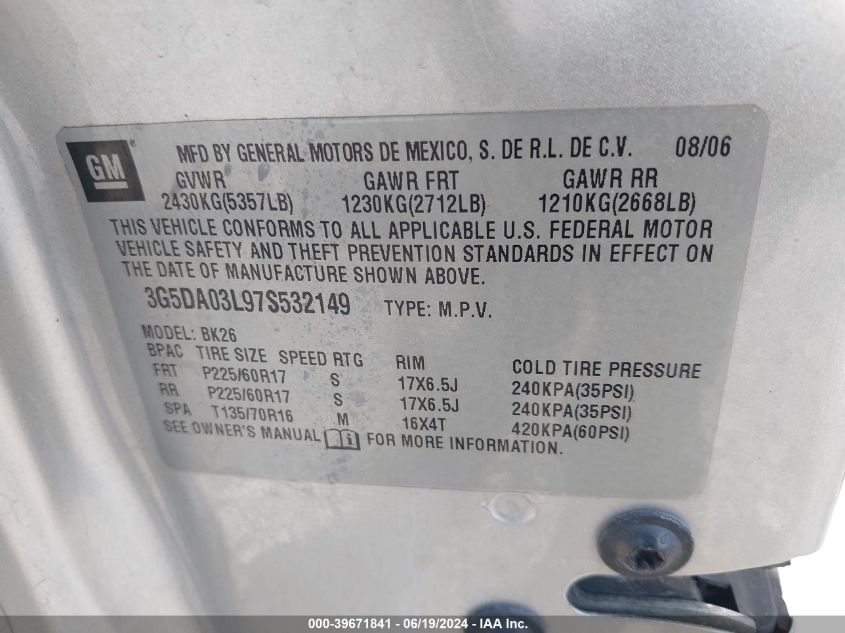 GM
MFD BY GENERAL MOTORS DE MEXICO, S. DE R.L. DE C.V. 08/06
GVWR GAWR FRT GAWR RR
2430KG(5357LB) 1230KG(2712LB) 1210KG(2668LB)
THIS VEHICLE CONFORMS TO ALL APPLICABLE U.S. FEDERAL MOTOR
VEHICLE SAFETY AND THEFT PREVENTION STANDARDS IN EFFECT ON
THE DATE OF MANUFACTURE SHOWN ABOVE.
3G5DA03L97S532149 TYPE: M.P.V.
MODEL: BK26
BPAC TIRE SIZE SPEED RTG RIM COLD TIRE PRESSURE
FRT P225/60R17 S 17X6.5J 240KPA(35PSI)
RR P225/60R17 S 17X6.5J 240KPA(35PSI)
SPA T135/70R16 M 16X4T 420KPA(60PSI)
SEE OWNER'S MANUAL FOR MORE INFORMATION.
000-39671841 - 06/19/2024 - IAA Inc.